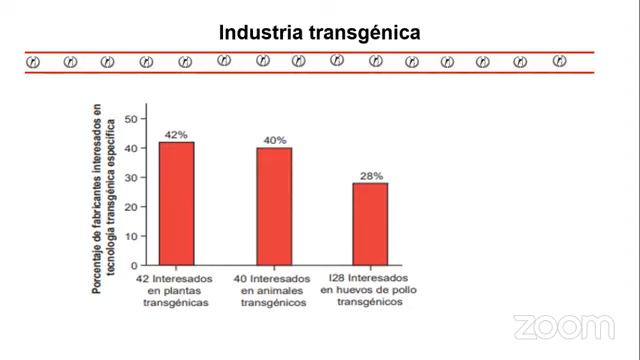 Industria transgénica
Porcentaje de fabricantes interesados en
tecnología transgénica específica
50
40
30
20
10
0
42%
40%
28%
42 Interesados
en plantas
transgénicas
40 Interesados
en animales
transgénicos
I28 Interesados
en huevos de pollo
transgénicos
zoom